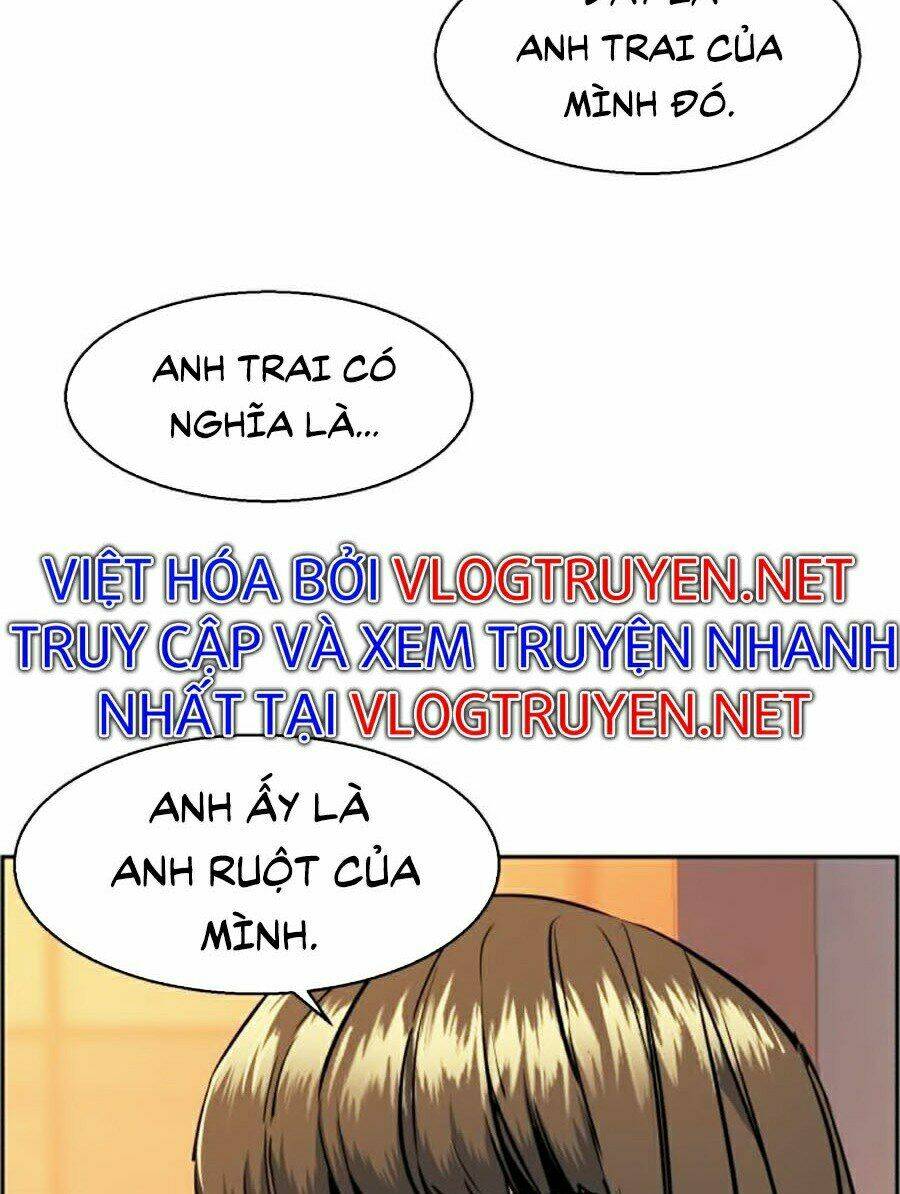 ANH TRAI CỦA
MÌNH ĐÓ.
ANH TRAI CÓ
NGHĨA LÀ...
VIỆT HÓA BỞI VLOGTRUYEN.NET
TRUY CẬP VÀ XEM TRUYỆN NHANH
NHẤT TẠI VLOGTRUYEN.NET
ANH ẤY LÀ
ANH RUỘT CỦA
MÌNH.